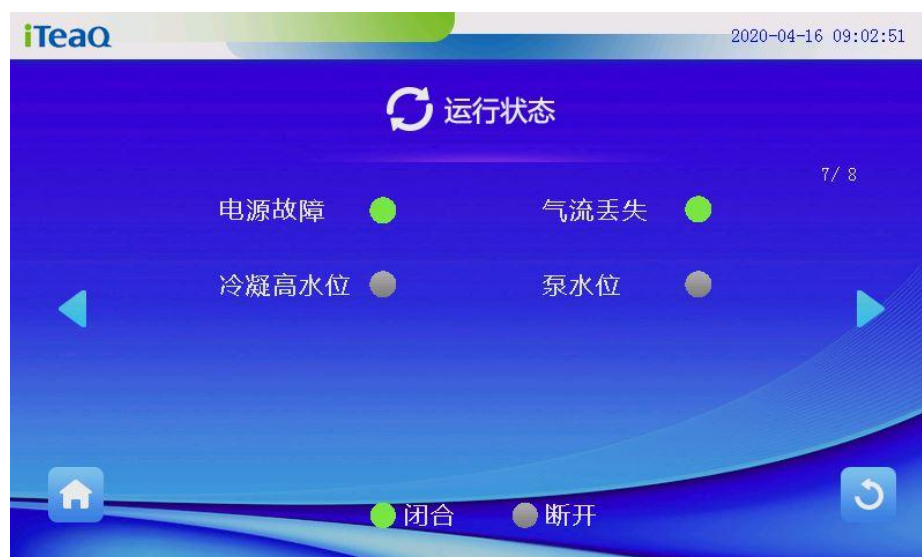 iTeaQ
2020-04-16 09:02:51
运行状态
7/ 8
电源故障 气流丢失
冷凝高水位 泵水位
闭合 断开